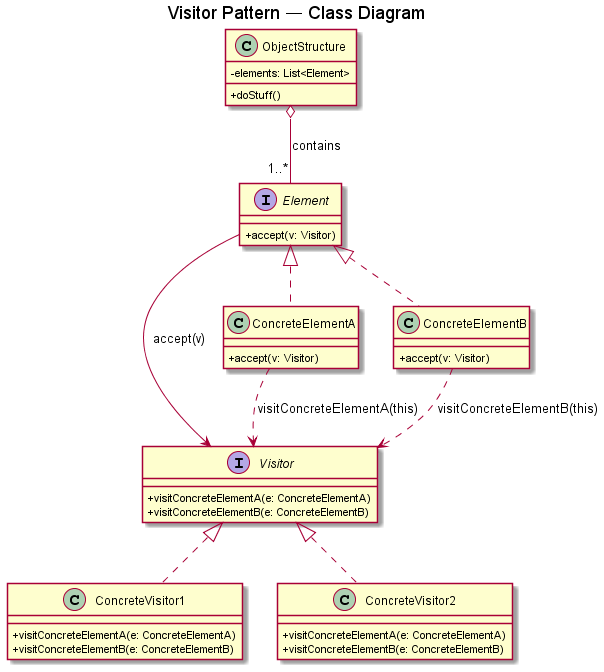 Visitor Pattern — Class Diagram
C ObjectStructure
-elements: List<Element>
+doStuff()
contains
1..*
I Element
+accept(v: Visitor)
C ConcreteElementA
+accept(v: Visitor)
C ConcreteElementB
+accept(v: Visitor)
accept(v)
visitConcreteElementA(this)
visitConcreteElementB(this)
I Visitor
+visitConcreteElementA(e: ConcreteElementA)
+visitConcreteElementB(e: ConcreteElementB)
C ConcreteVisitor1
+visitConcreteElementA(e: ConcreteElementA)
+visitConcreteElementB(e: ConcreteElementB)
C ConcreteVisitor2
+visitConcreteElementA(e: ConcreteElementA)
+visitConcreteElementB(e: ConcreteElementB)